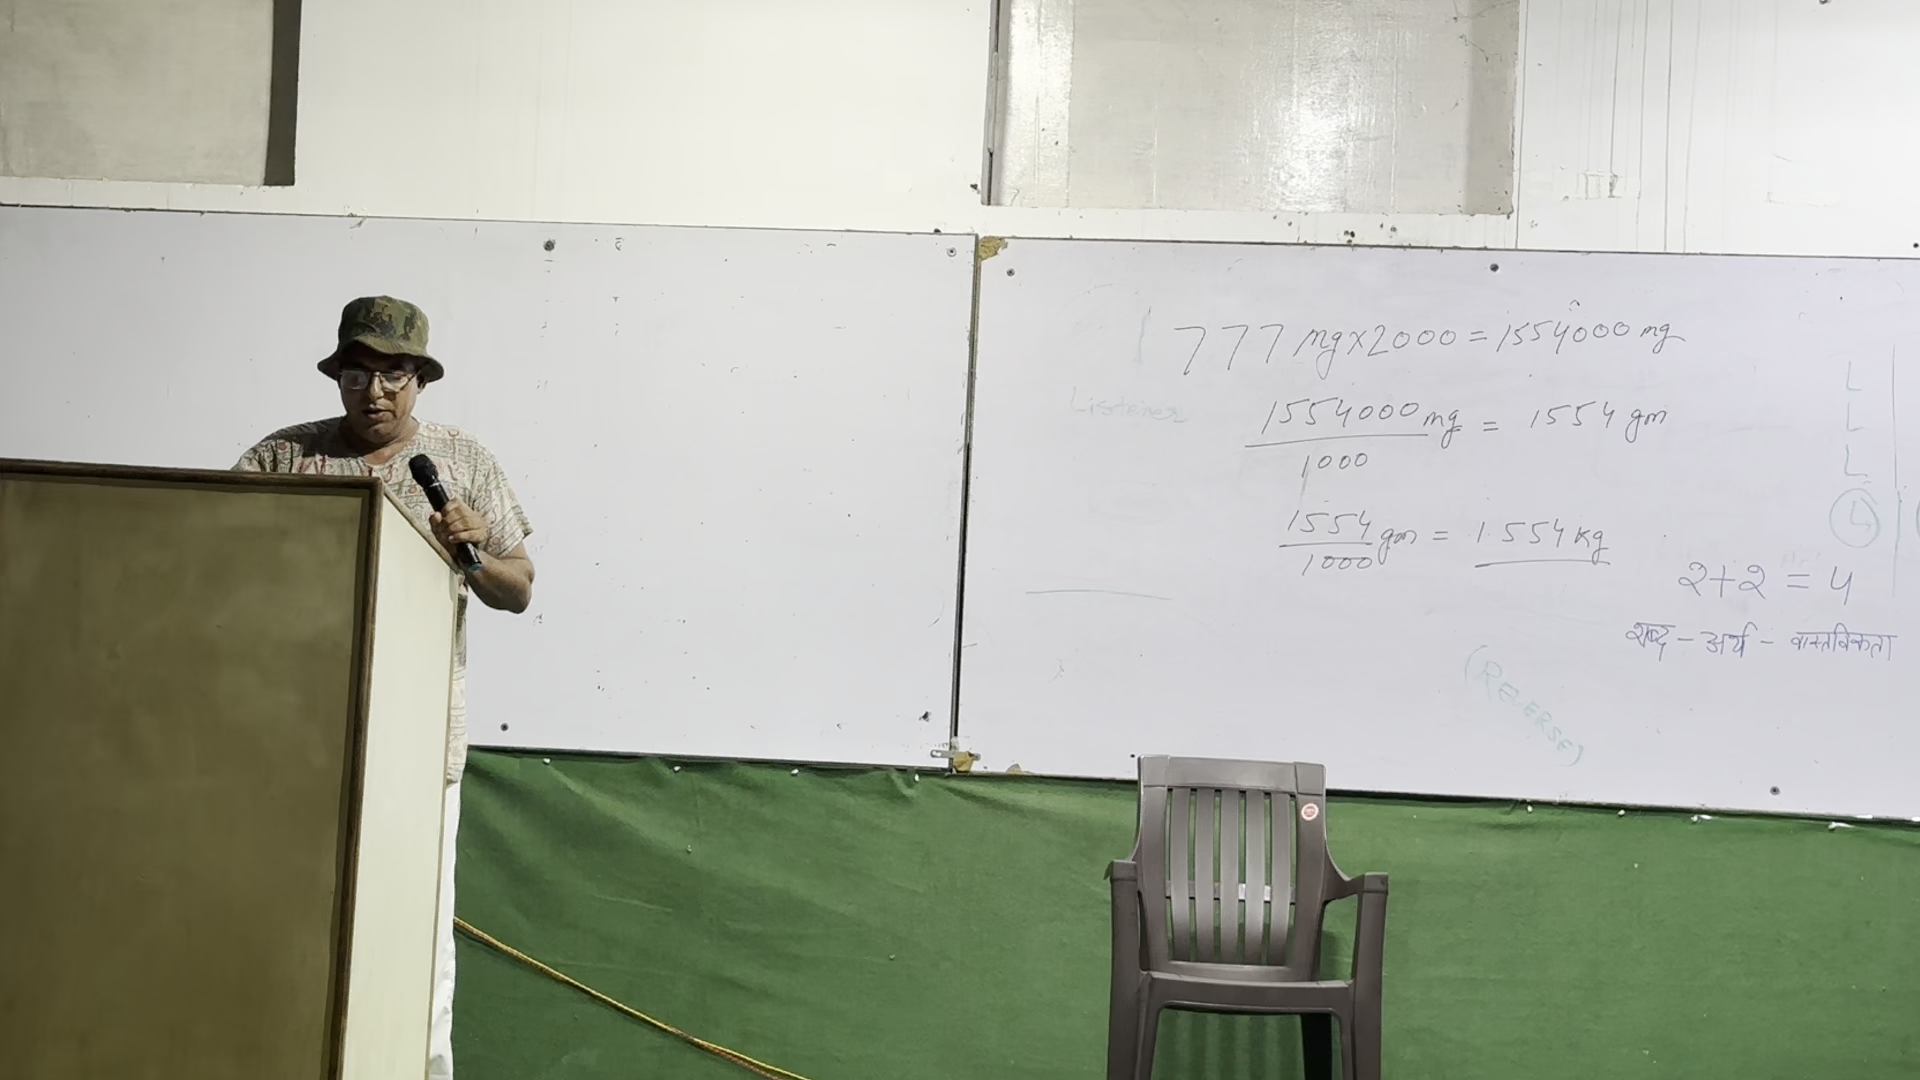 777 mg x 2000 = 1554000 mg
Listener
1554000 mg = 1554 gm
1000
1554 gm = 1.554 kg
1000
L
L
L
4
2+2 = 4
शब्द - अर्थ - वास्तविकता
(REVERSE)